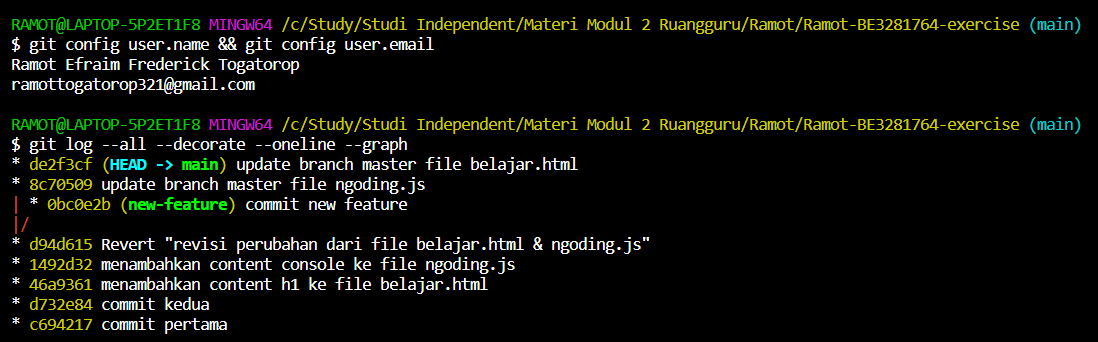 RAMOT@LAPTOP-5P2ET1F8 MINGW64 /c/Study/Studi Independent/Materi Modul 2 Ruangguru/Ramot/Ramot-BE3281764-exercise (main)
$ git config user.name && git config user.email
Ramot Efraim Frederick Togatorop
ramottogatorop321@gmail.com
RAMOT@LAPTOP-5P2ET1F8 MINGW64 /c/Study/Studi Independent/Materi Modul 2 Ruangguru/Ramot/Ramot-BE3281764-exercise (main)
$ git log --all --decorate --oneline --graph
* de2f3cf (HEAD -> main) update branch master file belajar.html
* 8c70509 update branch master file ngoding.js
| * 0bc0e2b (new-feature) commit new feature
|/
* d94d615 Revert "revisi perubahan dari file belajar.html & ngoding.js"
* 1492d32 menambahkan content console ke file ngoding.js
* 46a9361 menambahkan content h1 ke file belajar.html
* d732e84 commit kedua
* c694217 commit pertama